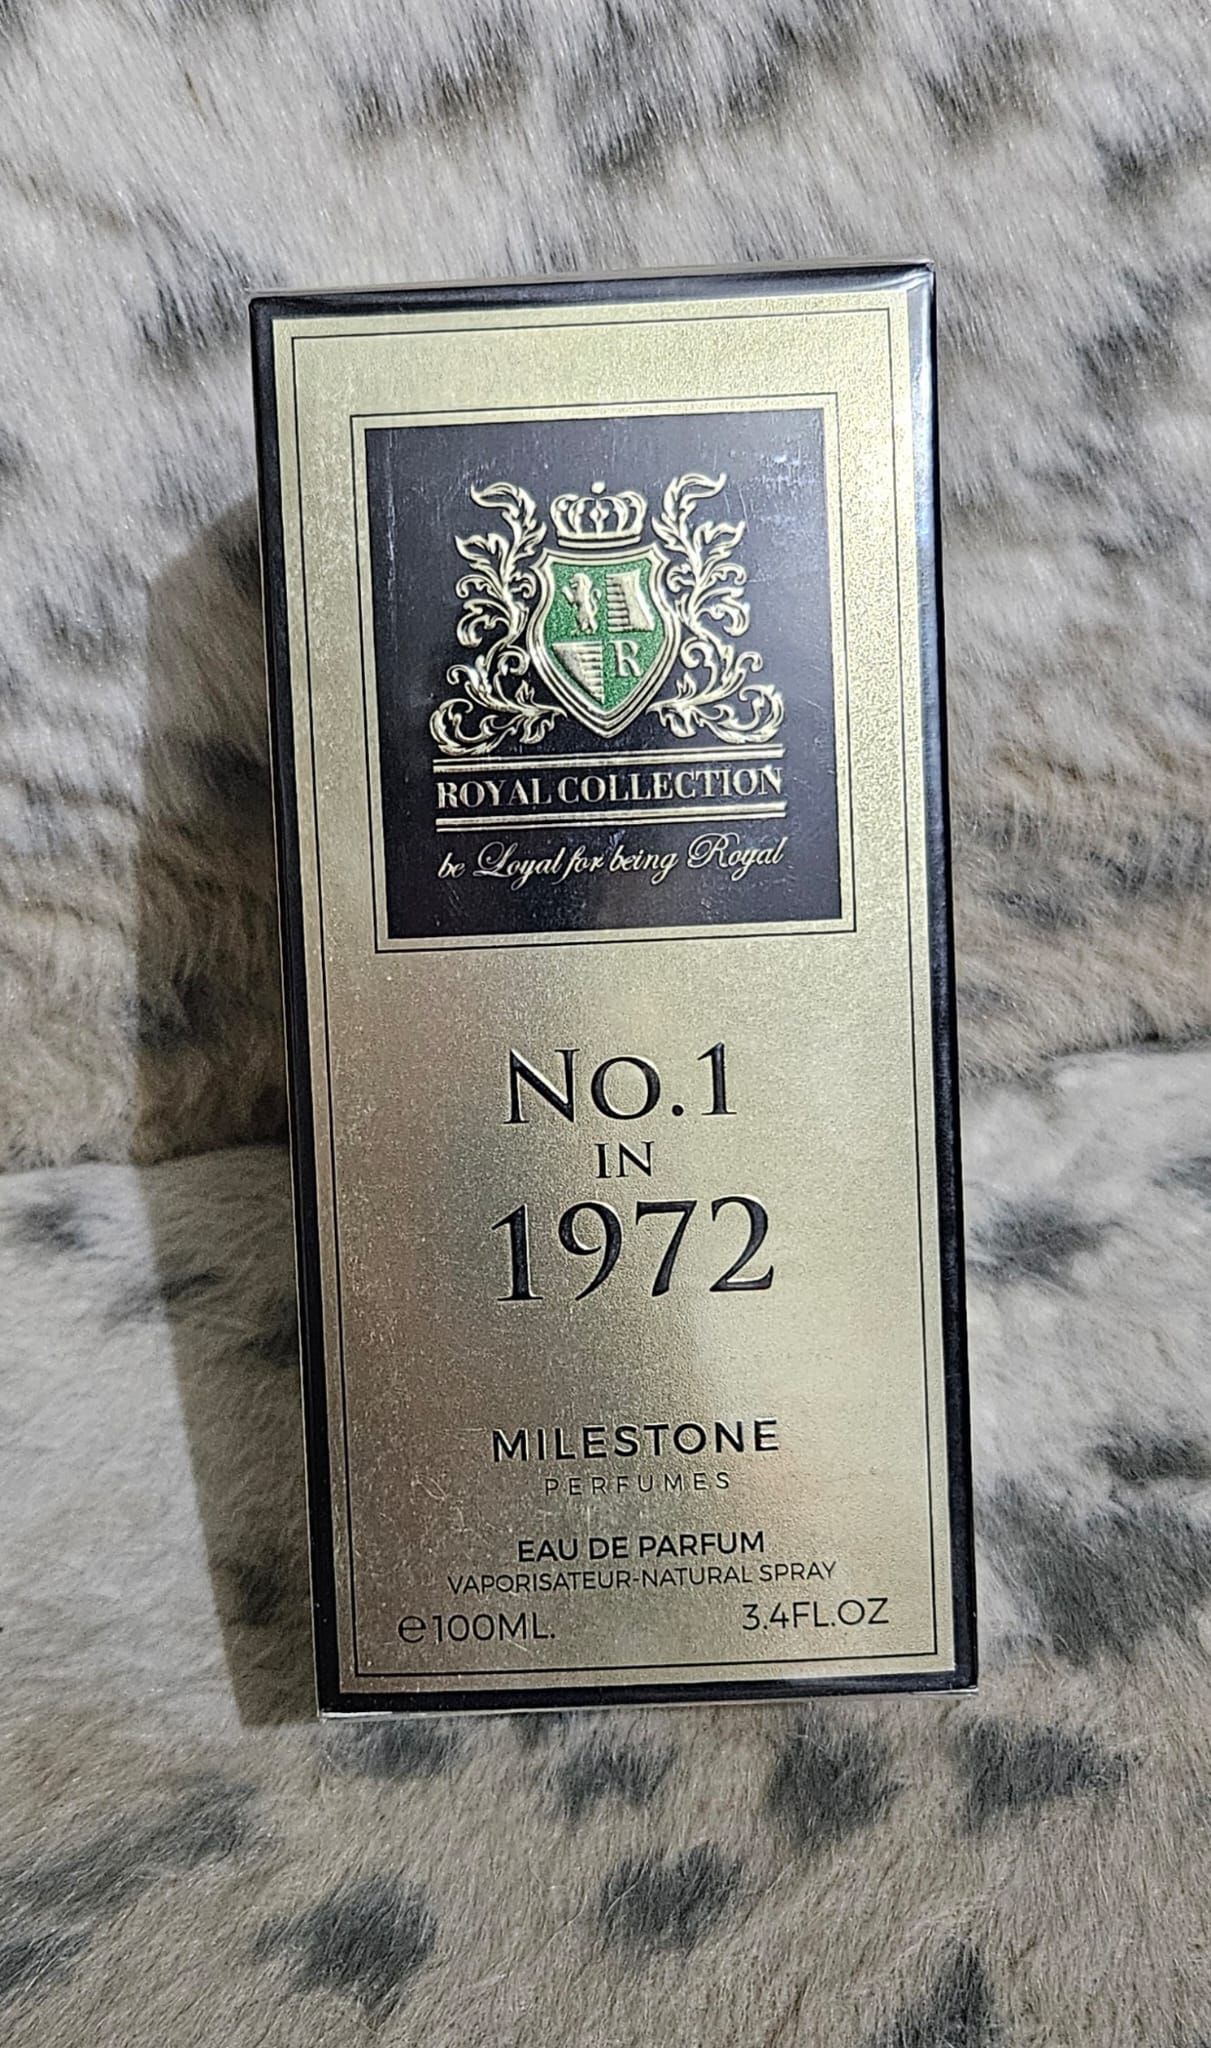 R
ROYAL COLLECTION
be Loyal for being Royal
No.1
IN
1972
MILESTONE
PERFUMES
EAU DE PARFUM
VAPORISATEUR-NATURAL SPRAY
℮100ML. 3.4FL.OZ